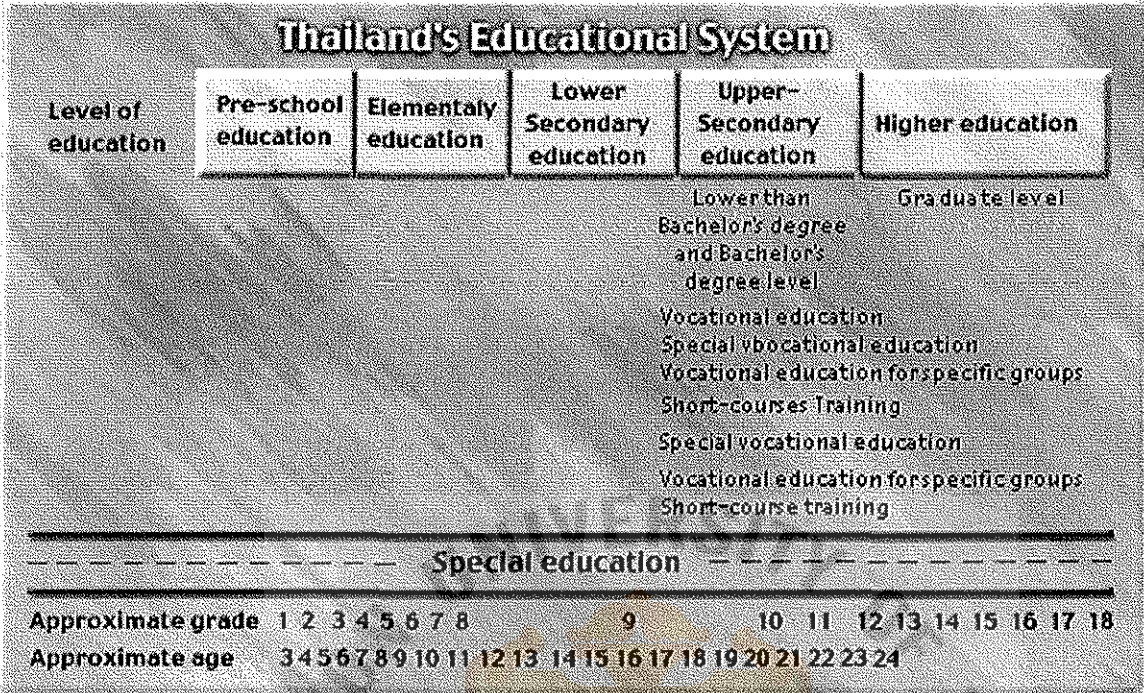 Thailand's Educational System
Level of
education
Pre-school
education
Elementaly
education
Lower
Secondary
education
Upper-
Secondary
education
Higher education
Lower than
Bachelor's degree
and Bachelor's
degree level
Graduate level
Vocational education
Special vbocational education
Vocational education for specific groups
Short-courses Training
Special vocational education
Vocational education for specific groups
Short-course training
UNIVERSITY
Special education
Approximate grade 1 2 3 4 5 6 7 8 9 10 11 12 13 14 15 16 17 18
Approximate age 3 4 5 6 7 8 9 10 11 12 13 14 15 16 17 18 19 20 21 22 23 24